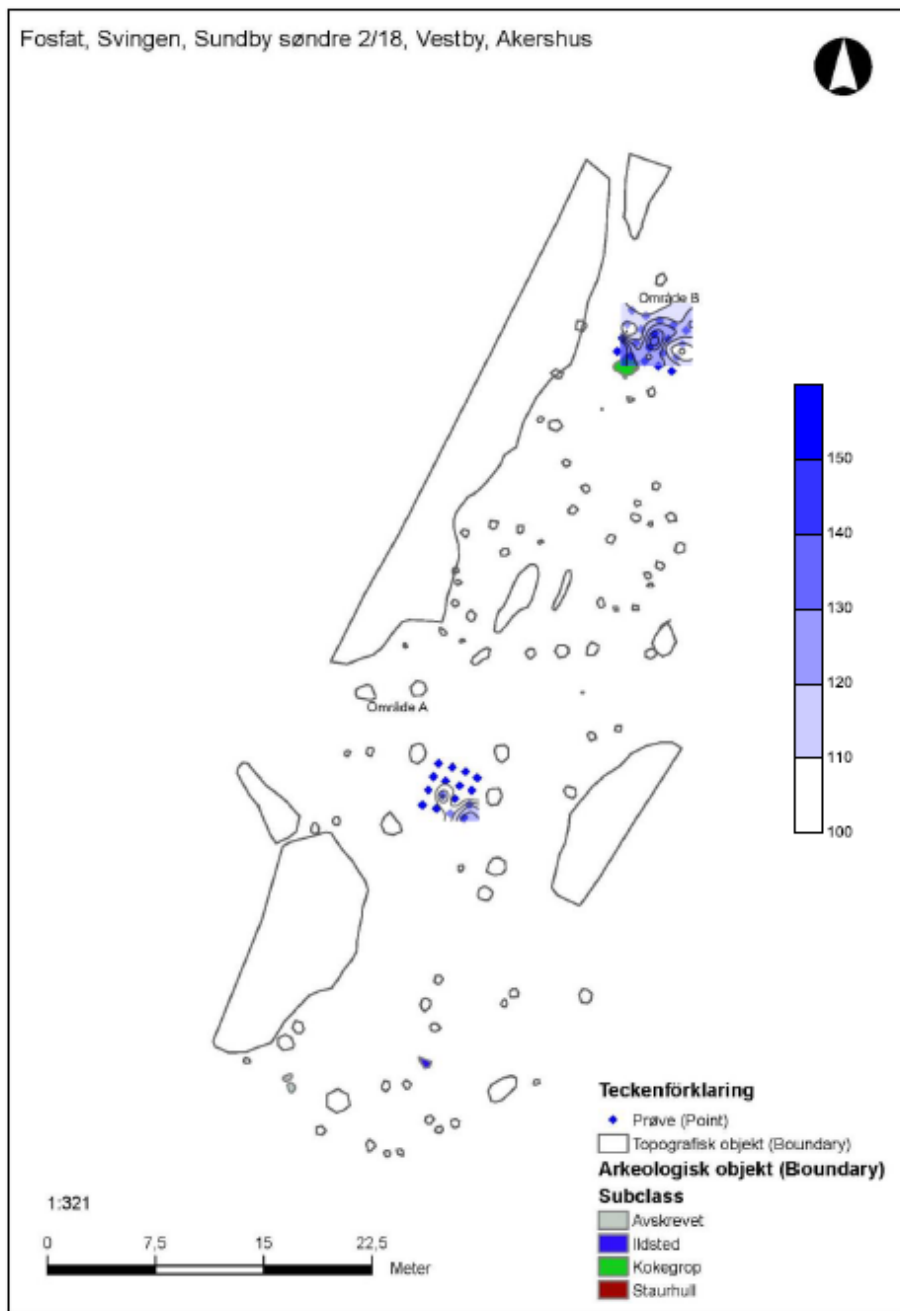 Fosfat, Svingen, Sundby søndre 2/18, Vestby, Akershus
Område B
150
140
130
120
110
100
Område A
Teckenförklaring
Prøve (Point)
Topografisk objekt (Boundary)
Arkeologisk objekt (Boundary)
Subclass
Avskrevet
Ildsted
Kokegrop
Staurhull
1:321
0 7,5 15 22,5
Meter